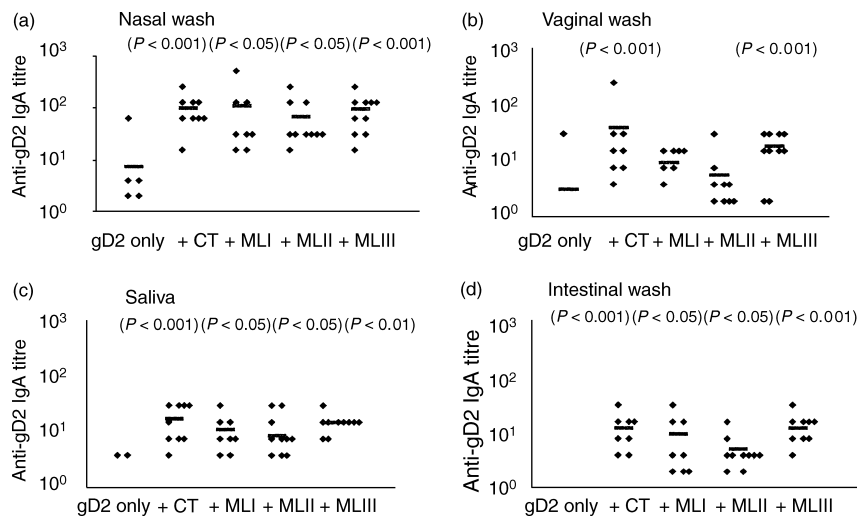 (a) Nasal wash
(P < 0.001) (P < 0.05) (P < 0.05) (P < 0.001)
Anti-gD2 IgA titre
10³
10²
10¹
10⁰
gD2 only + CT + MLI + MLII + MLIII
(b) Vaginal wash
(P < 0.001) (P < 0.001)
Anti-gD2 IgA titre
10³
10²
10¹
10⁰
gD2 only + CT + MLI + MLII + MLIII
(c) Saliva
(P < 0.001) (P < 0.05) (P < 0.05) (P < 0.01)
Anti-gD2 IgA titre
10³
10²
10¹
10⁰
gD2 only + CT + MLI + MLII + MLIII
(d) Intestinal wash
(P < 0.001) (P < 0.05) (P < 0.05) (P < 0.001)
Anti-gD2 IgA titre
10³
10²
10¹
10⁰
gD2 only + CT + MLI + MLII + MLIII